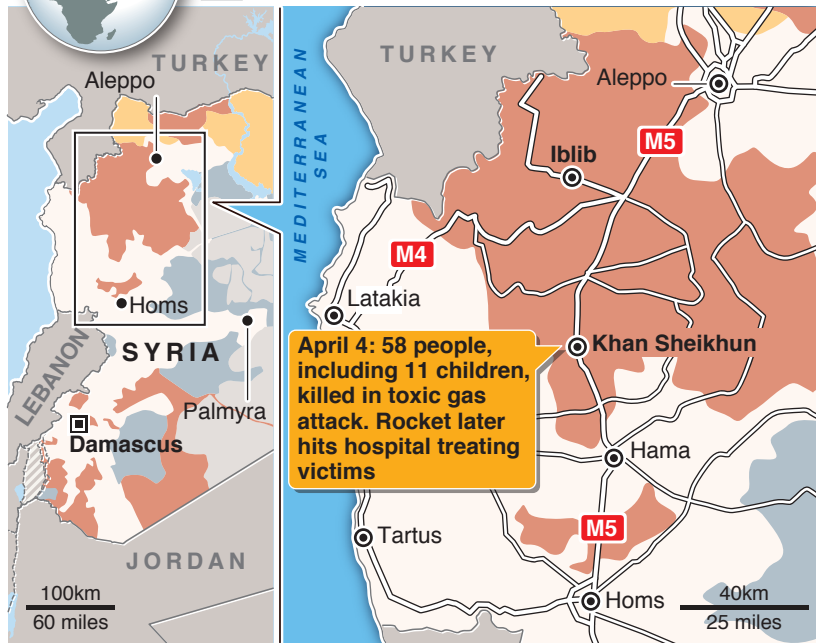 TURKEY
Aleppo
Homs
SYRIA
LEBANON
Palmyra
Damascus
JORDAN
100km
60 miles
MEDITERRANEAN
SEA
TURKEY
Aleppo
M5
Iblib
M4
Latakia
April 4: 58 people,
including 11 children,
killed in toxic gas
attack. Rocket later
hits hospital treating
victims
Khan Sheikhun
Hama
M5
Tartus
Homs
40km
25 miles